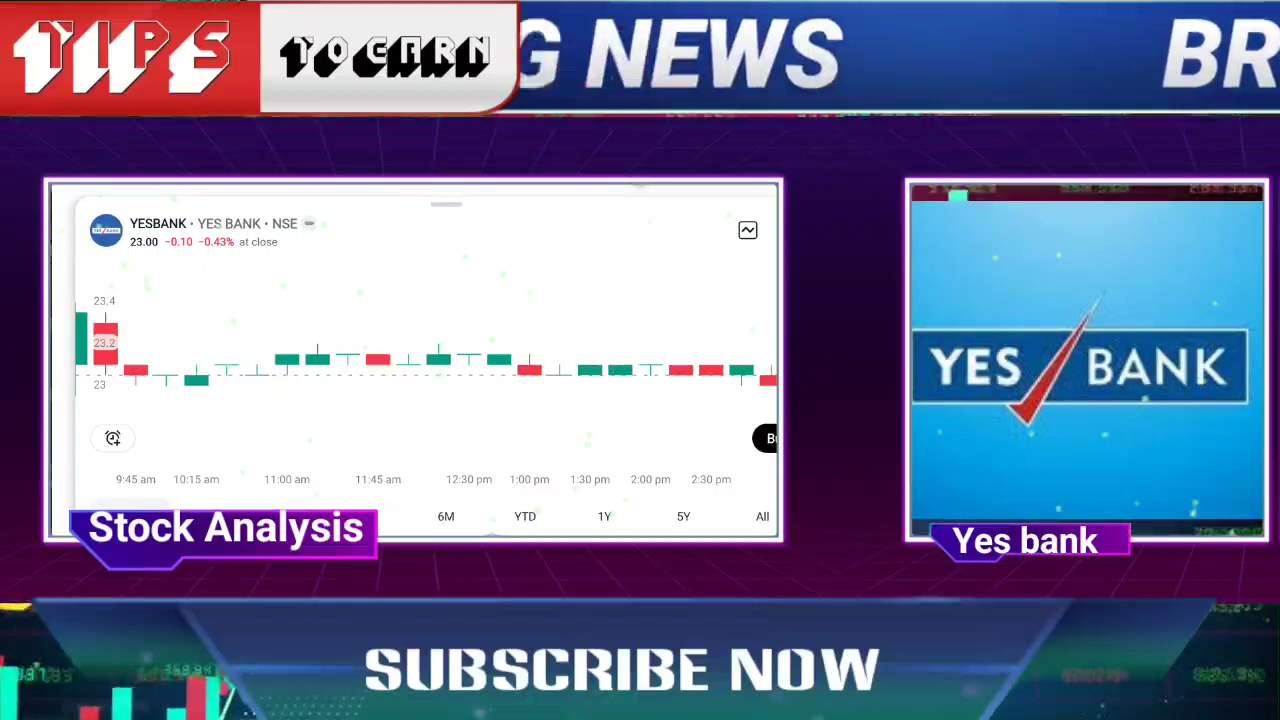 TIPS
TO EARN
G NEWS
BR
YESBANK • YES BANK • NSE
23.00 −0.10 −0.43% at close
23.4
23.2
23
Bu
9:45 am 10:15 am 11:00 am 11:45 am 12:30 pm 1:00 pm 1:30 pm 2:00 pm 2:30 pm
6M YTD 1Y 5Y All
Stock Analysis
YES BANK
Yes bank
SUBSCRIBE NOW